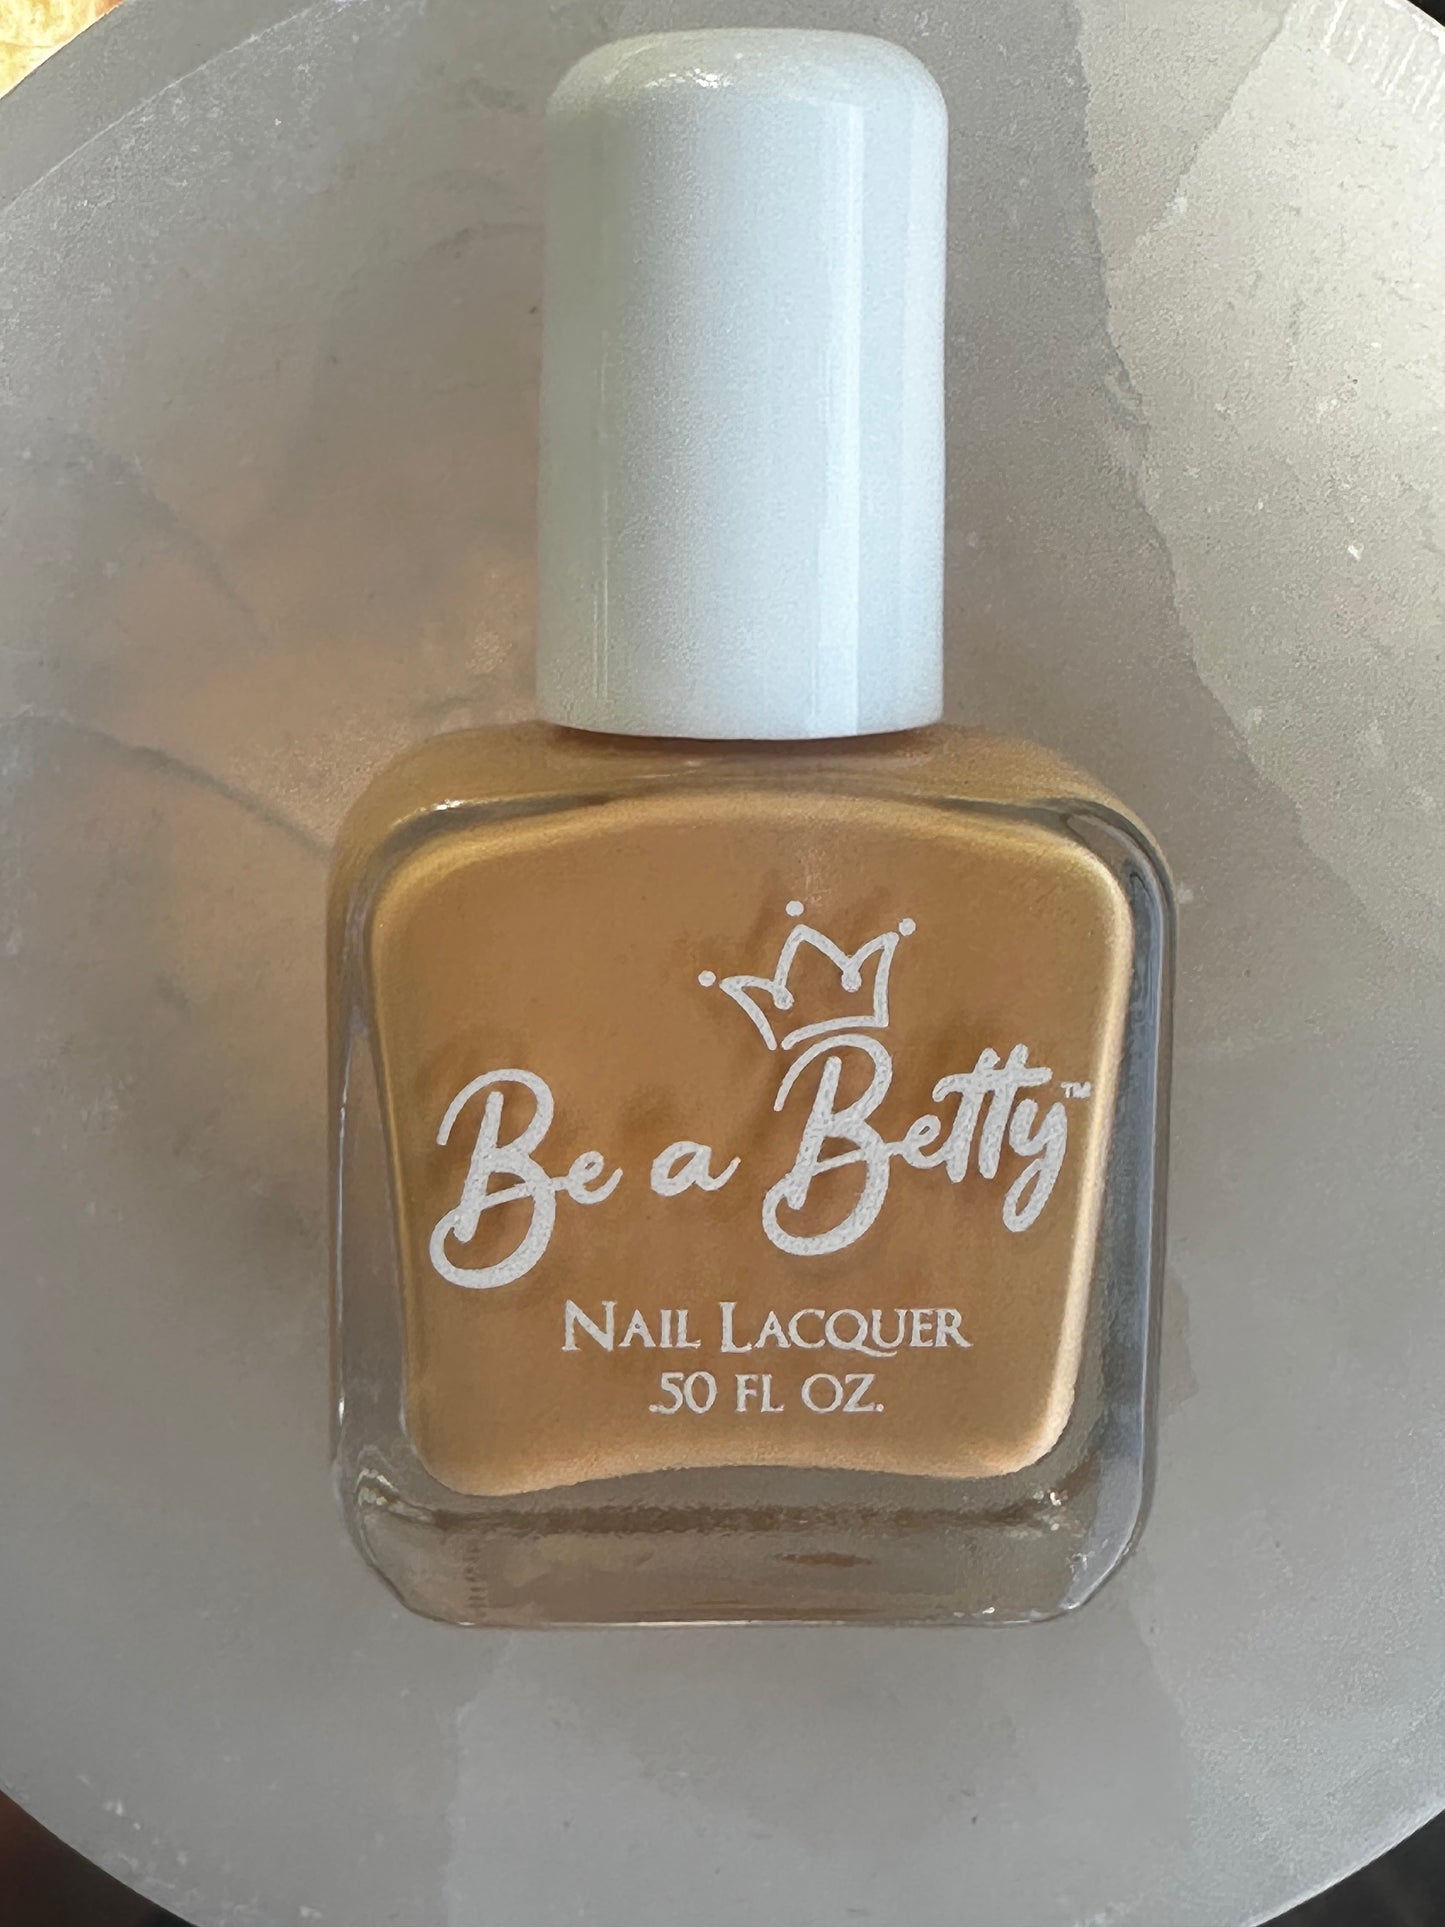 Be a Betty™
NAIL LACQUER
.50 FL OZ.